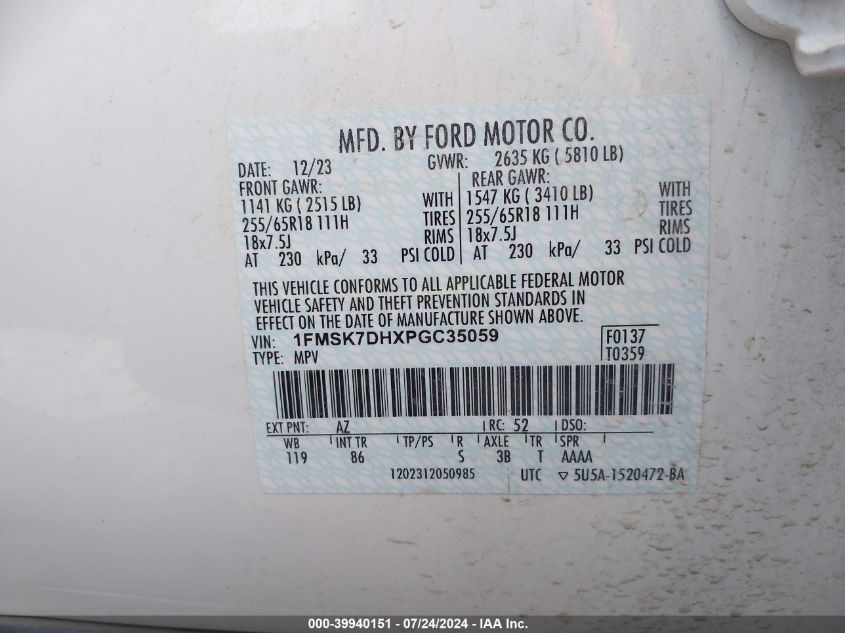 MFD. BY FORD MOTOR CO.
DATE: 12/23 GVWR: 2635 KG ( 5810 LB)
FRONT GAWR: REAR GAWR:
1141 KG ( 2515 LB) WITH 1547 KG ( 3410 LB) WITH
255/65R18 111H TIRES 255/65R18 111H TIRES
18x7.5J RIMS 18x7.5J RIMS
AT 230 kPa/ 33 PSI COLD AT 230 kPa/ 33 PSI COLD
THIS VEHICLE CONFORMS TO ALL APPLICABLE FEDERAL MOTOR
VEHICLE SAFETY AND THEFT PREVENTION STANDARDS IN
EFFECT ON THE DATE OF MANUFACTURE SHOWN ABOVE.
VIN: 1FMSK7DHXPGC35059 F0137
TYPE: MPV T0359
EXT PNT: AZ RC: 52 DSO:
WB INT TR TP/PS R AXLE TR SPR
119 86 S 3B T AAAA
1202312050985 UTC ▽ 5U5A-1520472-BA
000-39940151 / 07/24/2024 - IAA Inc.